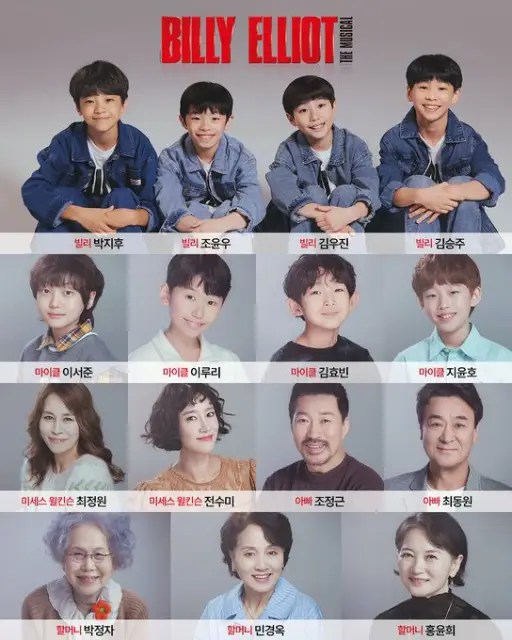 BILLY ELLIOT
THE MUSICAL
빌리 박지후
빌리 조윤우
빌리 김우진
빌리 김승주
마이클 이서준
마이클 이루리
마이클 김효빈
마이클 지윤호
미세스 윌킨슨 최정원
미세스 윌킨슨 전수미
아빠 조정근
아빠 최동원
할머니 박정자
할머니 민경옥
할머니 홍윤희